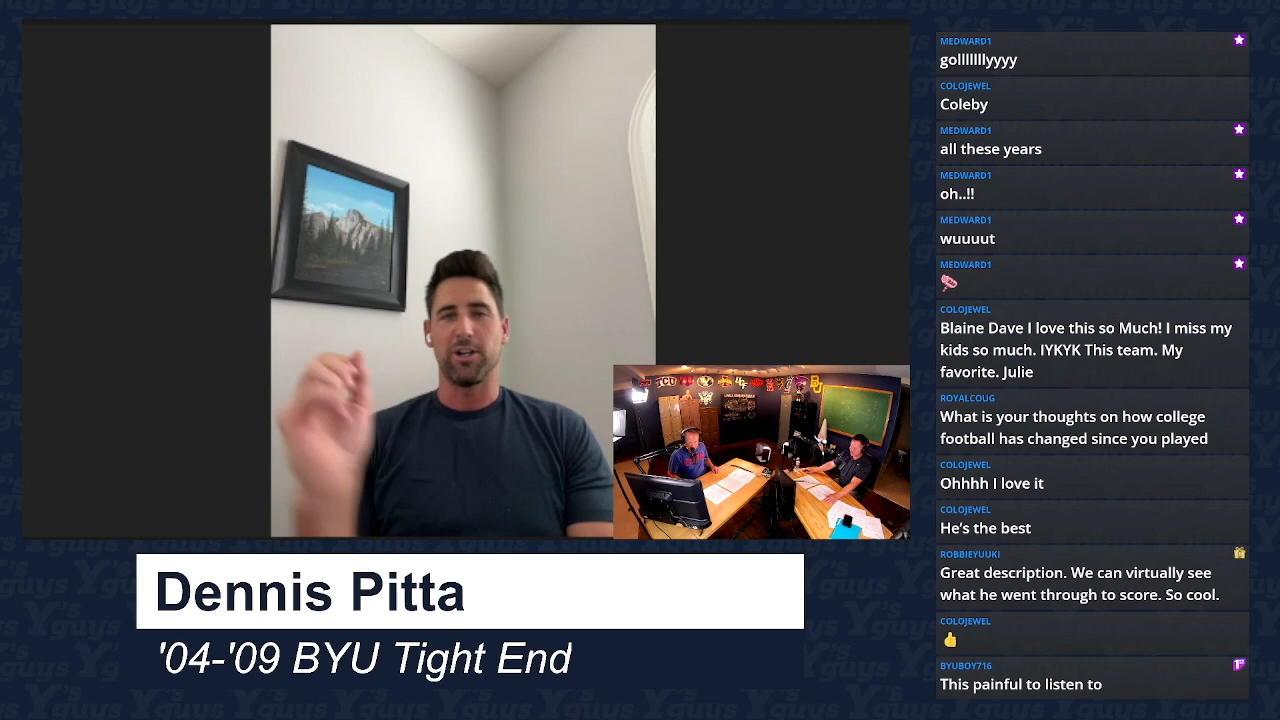 Dennis Pitta
'04-'09 BYU Tight End
MEDWARD1
golllllllyyyy
COLOJEWEL
Coleby
MEDWARD1
all these years
MEDWARD1
oh..!!
MEDWARD1
wuuuut
MEDWARD1
COLOJEWEL
Blaine Dave I love this so Much! I miss my
kids so much. IYKYK This team. My
favorite. Julie
ROYALCOUG
What is your thoughts on how college
football has changed since you played
COLOJEWEL
Ohhhh I love it
COLOJEWEL
He's the best
ROBBIEYUUKI
Great description. We can virtually see
what he went through to score. So cool.
COLOJEWEL
BYUBOY716
This painful to listen to
TCU
BU
Y's guys